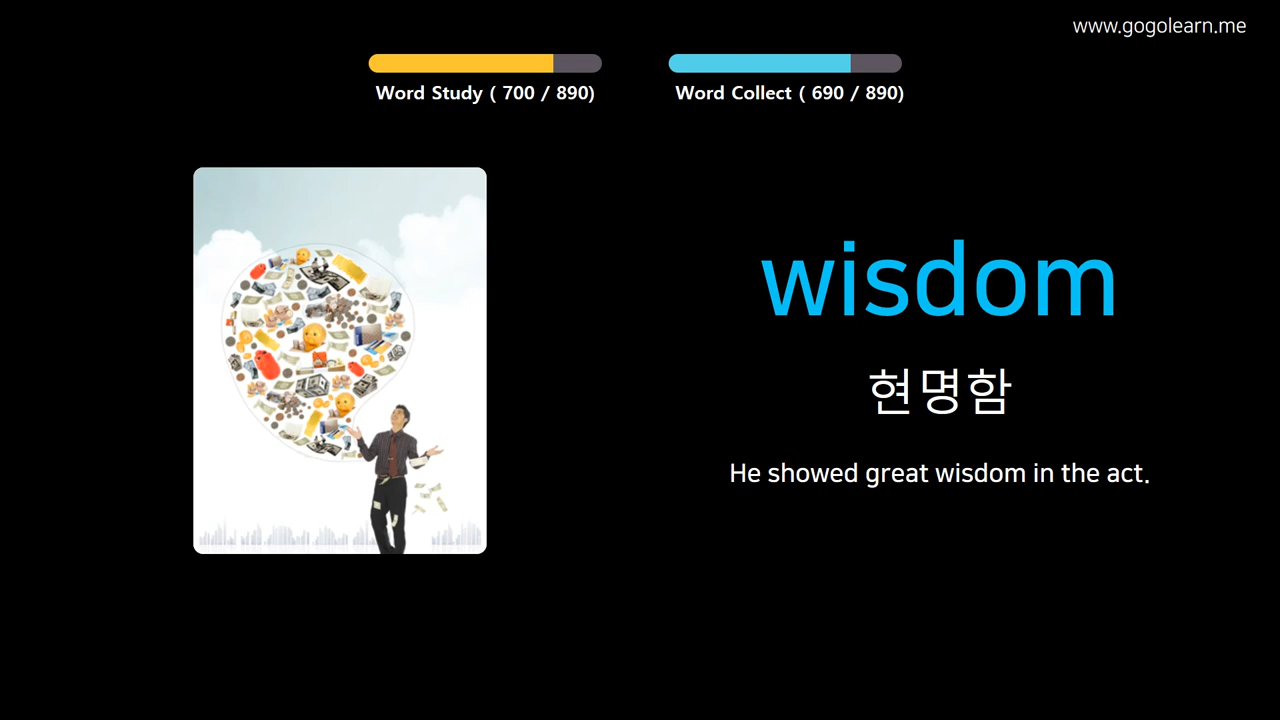 www.gogolearn.me
Word Study ( 700 / 890)
Word Collect ( 690 / 890)
wisdom
현명함
He showed great wisdom in the act.